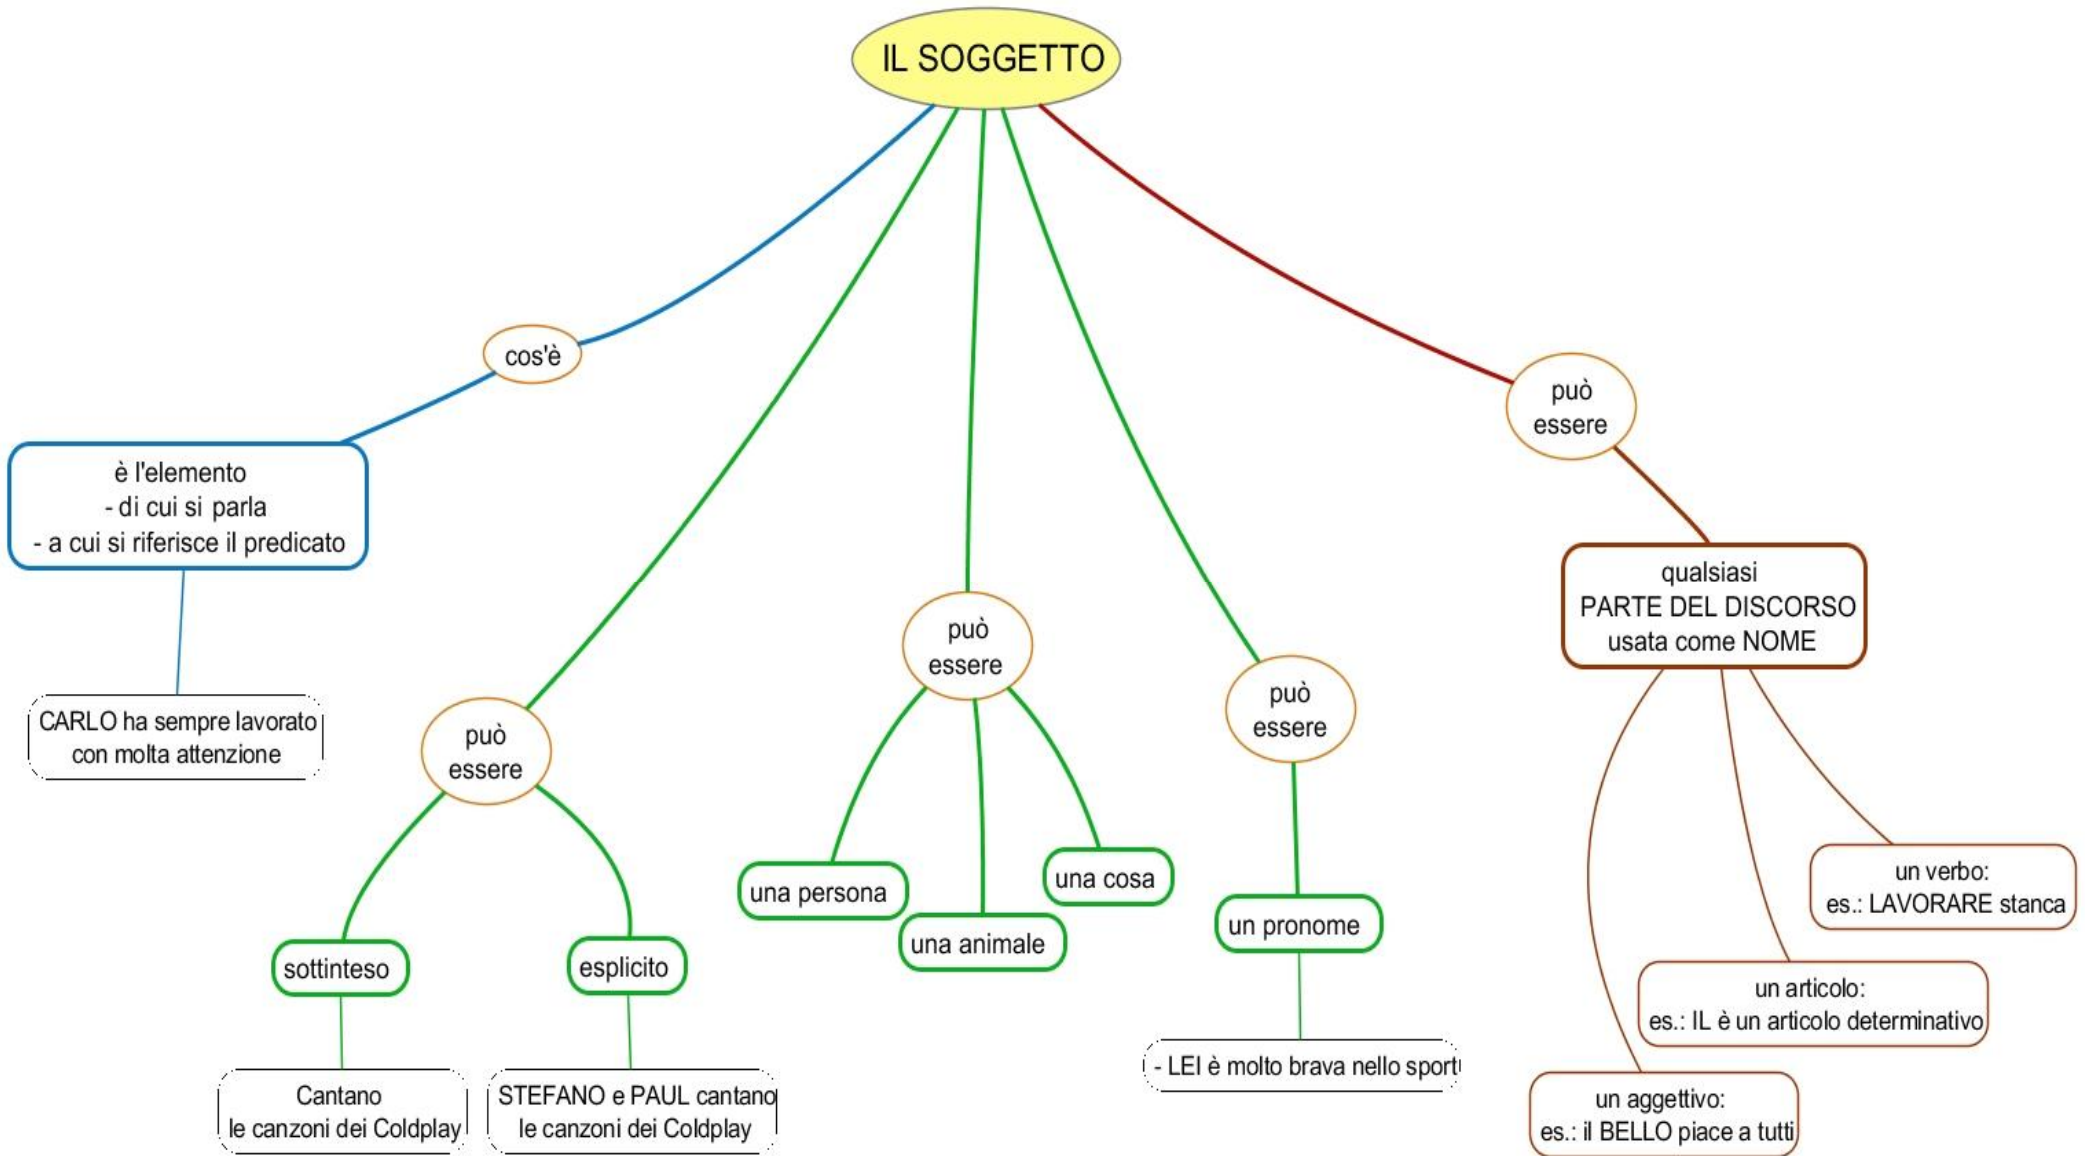 IL SOGGETTO
cos'è
è l'elemento
- di cui si parla
- a cui si riferisce il predicato
CARLO ha sempre lavorato
con molta attenzione
può
essere
sottinteso
Cantano
le canzoni dei Coldplay
esplicito
STEFANO e PAUL cantano
le canzoni dei Coldplay
può
essere
una persona
una animale
una cosa
può
essere
un pronome
- LEI è molto brava nello sport
può
essere
qualsiasi
PARTE DEL DISCORSO
usata come NOME
un verbo:
es.: LAVORARE stanca
un articolo:
es.: IL è un articolo determinativo
un aggettivo:
es.: il BELLO piace a tutti